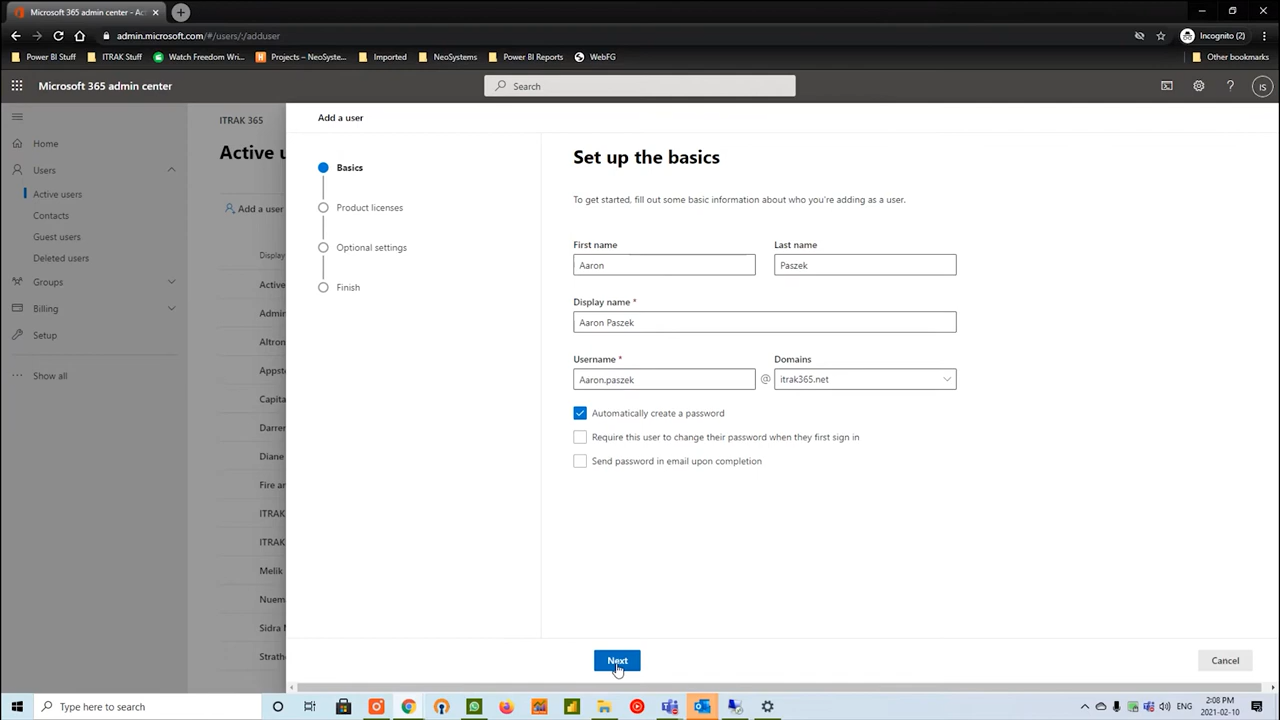 Microsoft 365 admin center - Act
admin.microsoft.com/#/users/:/adduser
Incognito (2)
Power BI Stuff
ITRAK Stuff
Watch Freedom Wri...
Projects – NeoSyste...
Imported
NeoSystems
Power BI Reports
WebFG
Other bookmarks
Microsoft 365 admin center
Search
IS
Home
Users
Active users
Contacts
Guest users
Deleted users
Groups
Billing
Setup
Show all
ITRAK 365
Active u
Add a user
Display
Active
Admin
Altron
Appst
Capita
Darren
Diane
Fire an
ITRAK
ITRAK
Melik
Nuem
Sidra M
Strath
Add a user
Basics
Product licenses
Optional settings
Finish
Set up the basics
To get started, fill out some basic information about who you're adding as a user.
First name
Last name
Aaron
Paszek
Display name *
Aaron Paszek
Username *
Domains
Aaron.paszek
@
itrak365.net
Automatically create a password
Require this user to change their password when they first sign in
Send password in email upon completion
Next
Cancel
Type here to search
ENG
2:08 PM
2021-02-10